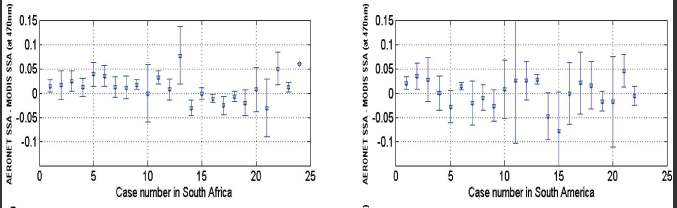 AERONET SSA - MODIS SSA (at 470nm)
0.15
0.1
0.05
0
-0.05
-0.1
0 5 10 15 20 25
Case number in South Africa
AERONET SSA - MODIS SSA (at 470nm)
0.15
0.1
0.05
0
-0.05
-0.1
0 5 10 15 20 25
Case number in South America